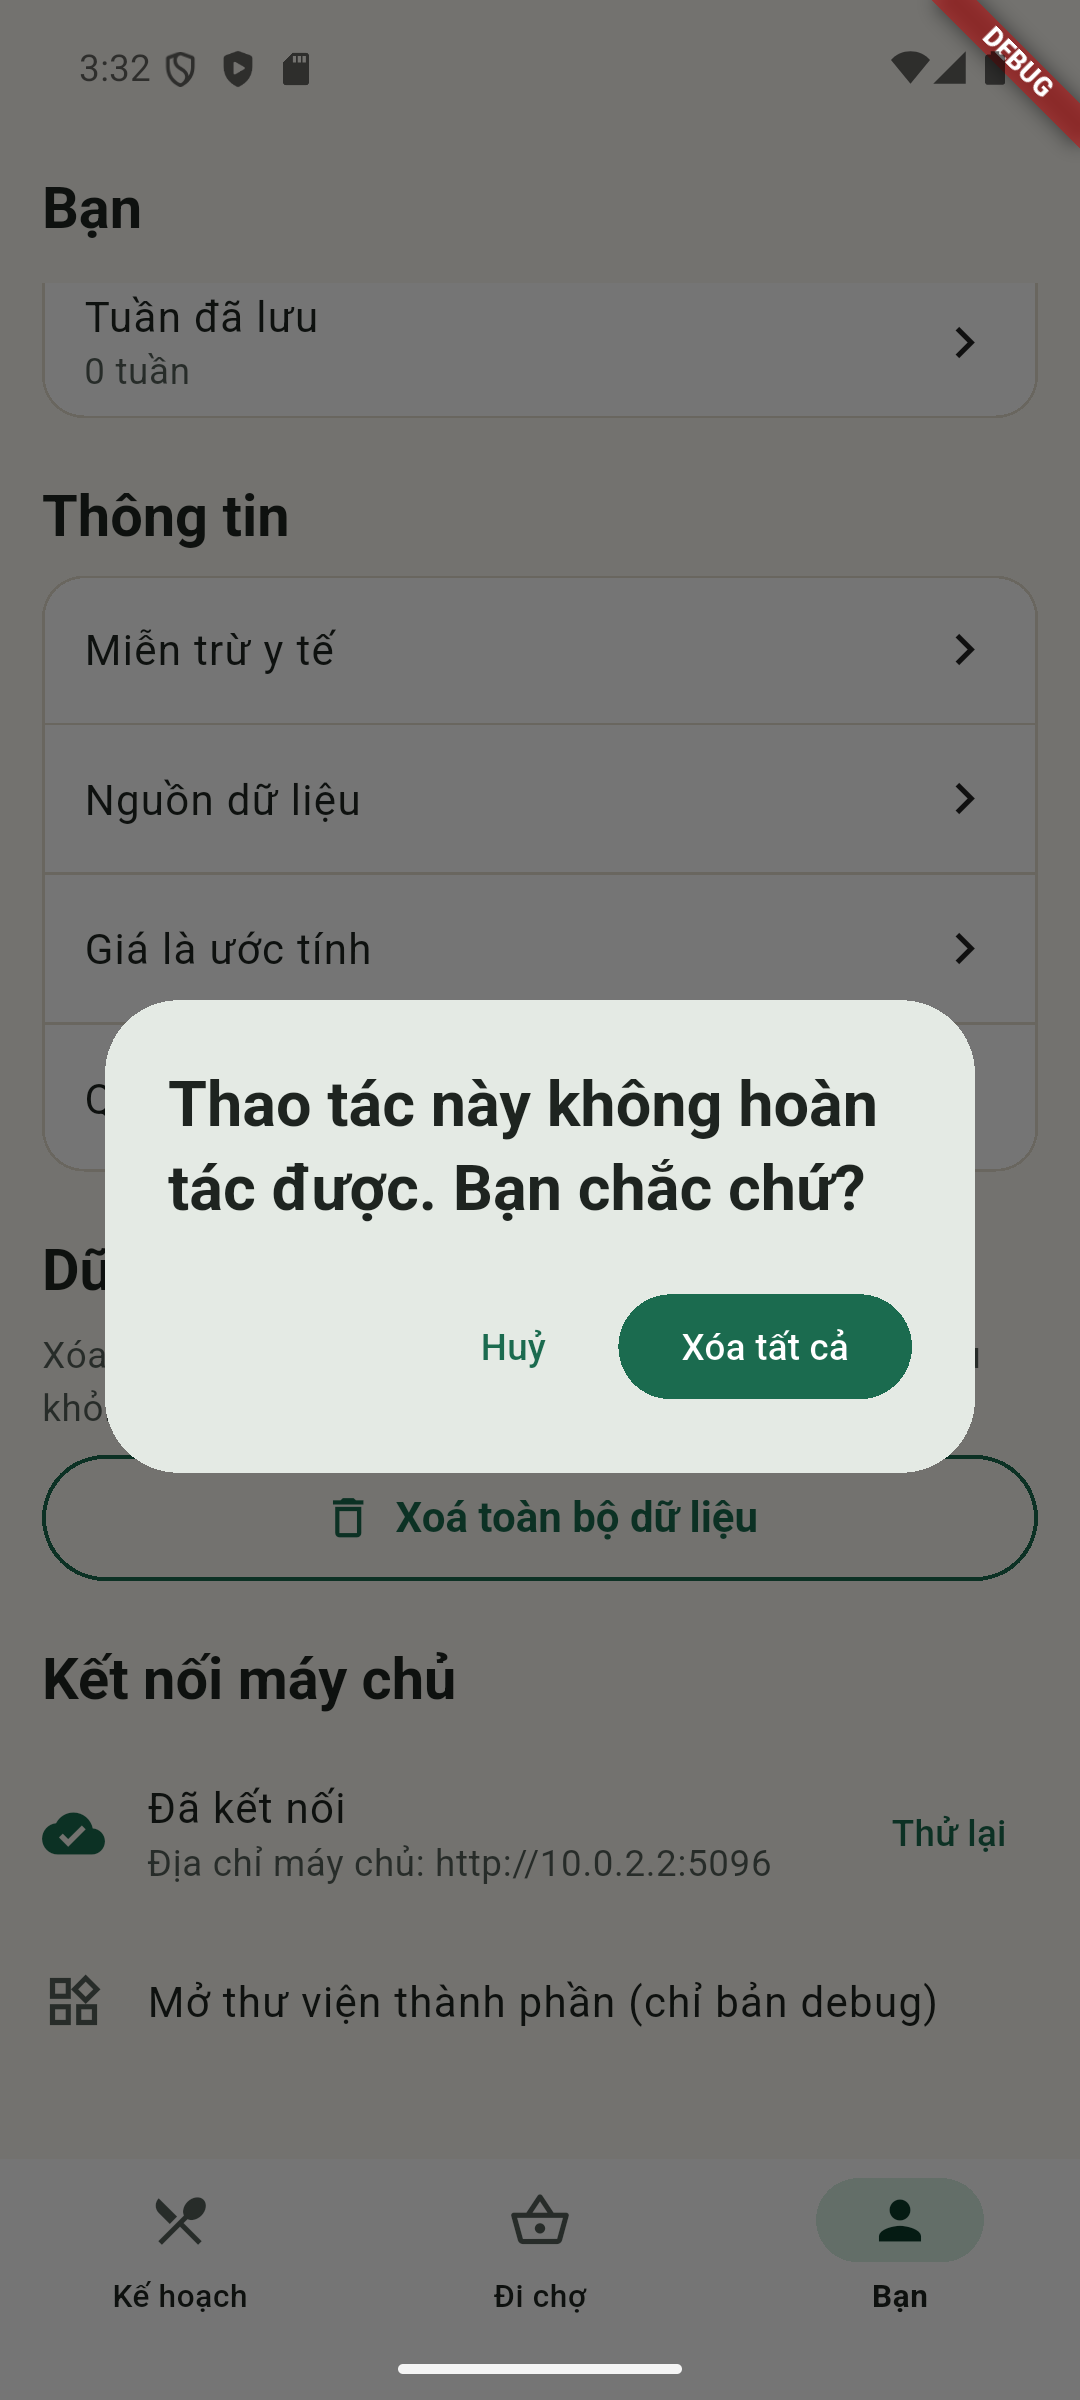 3:32
DEBUG
Bạn
Tuần đã lưu
0 tuần
Thông tin
Miễn trừ y tế
Nguồn dữ liệu
Giá là ước tính
Thao tác này không hoàn
tác được. Bạn chắc chứ?
Huỷ
Xóa tất cả
Xóa
Xoá toàn bộ dữ liệu
Kết nối máy chủ
Đã kết nối
Địa chỉ máy chủ: http://10.0.2.2:5096
Thử lại
Mở thư viện thành phần (chỉ bản debug)
Kế hoạch
Đi chợ
Bạn